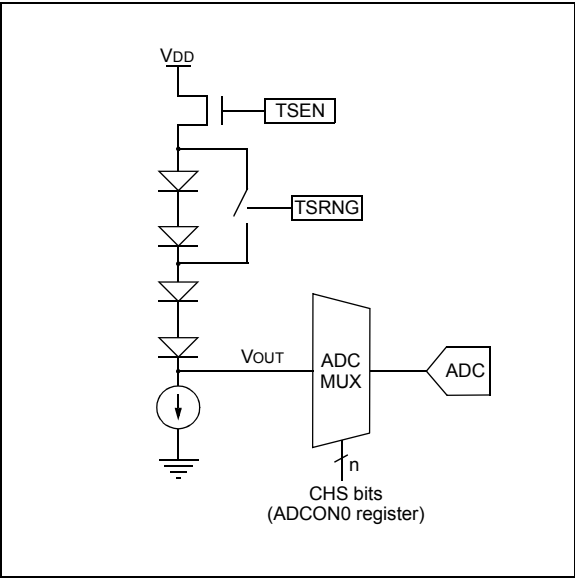 VDD
TSEN
TSRNG
VOUT
ADC
MUX
ADC
n
CHS bits
(ADCON0 register)